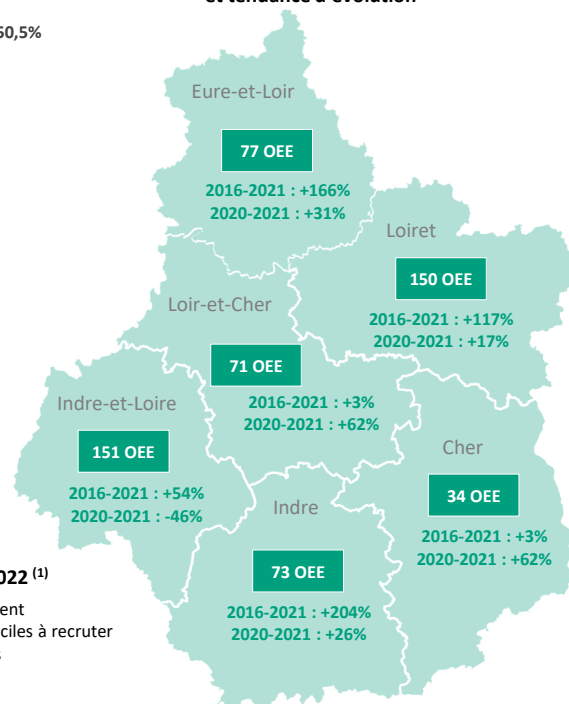 et tendance d'évolution
50,5%
Eure-et-Loir
77 OEE
2016-2021 : +166%
2020-2021 : +31%
Loiret
150 OEE
2016-2021 : +117%
2020-2021 : +17%
Loir-et-Cher
71 OEE
2016-2021 : +3%
2020-2021 : +62%
Indre-et-Loire
151 OEE
2016-2021 : +54%
2020-2021 : -46%
Cher
34 OEE
2016-2021 : +3%
2020-2021 : +62%
Indre
73 OEE
2016-2021 : +204%
2020-2021 : +26%
022 (1)
ent
ciles à recruter